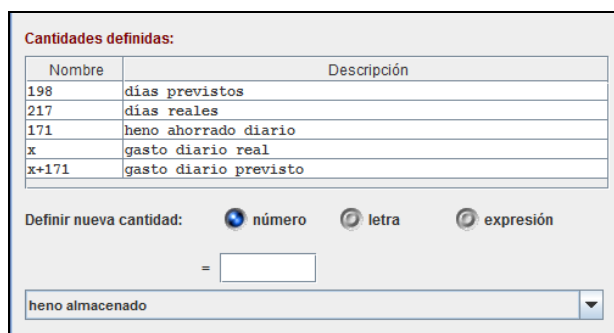 Cantidades definidas:
Nombre Descripción
198 días previstos
217 días reales
171 heno ahorrado diario
x gasto diario real
x+171 gasto diario previsto
Definir nueva cantidad: número letra expresión
=
heno almacenado